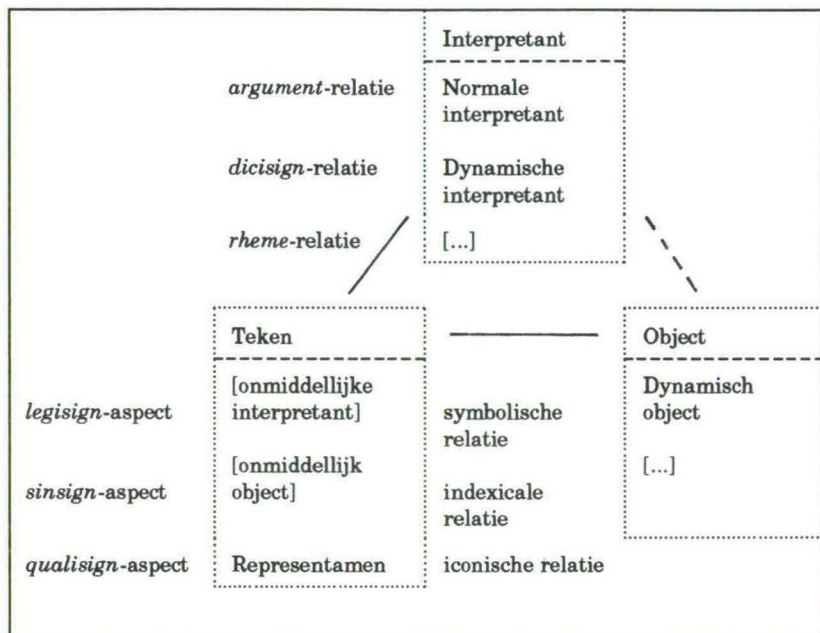 Interpretant
argument-relatie
Normale
interpretant
dicisign-relatie
Dynamische
interpretant
rheme-relatie
[...]
Teken
Object
legisign-aspect
[onmiddellijke
interpretant]
symbolische
relatie
Dynamisch
object
sinsign-aspect
[onmiddellijk
object]
indexicale
relatie
[...]
qualisign-aspect
Representamen
iconische relatie